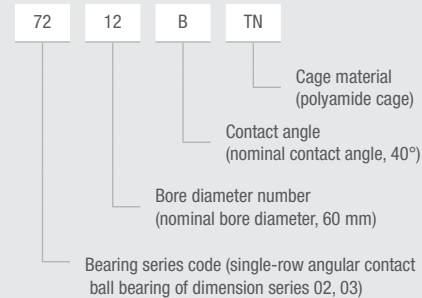 72 12 B TN
Cage material
(polyamide cage)
Contact angle
(nominal contact angle, 40°)
Bore diameter number
(nominal bore diameter, 60 mm)
Bearing series code (single-row angular contact
ball bearing of dimension series 02, 03)